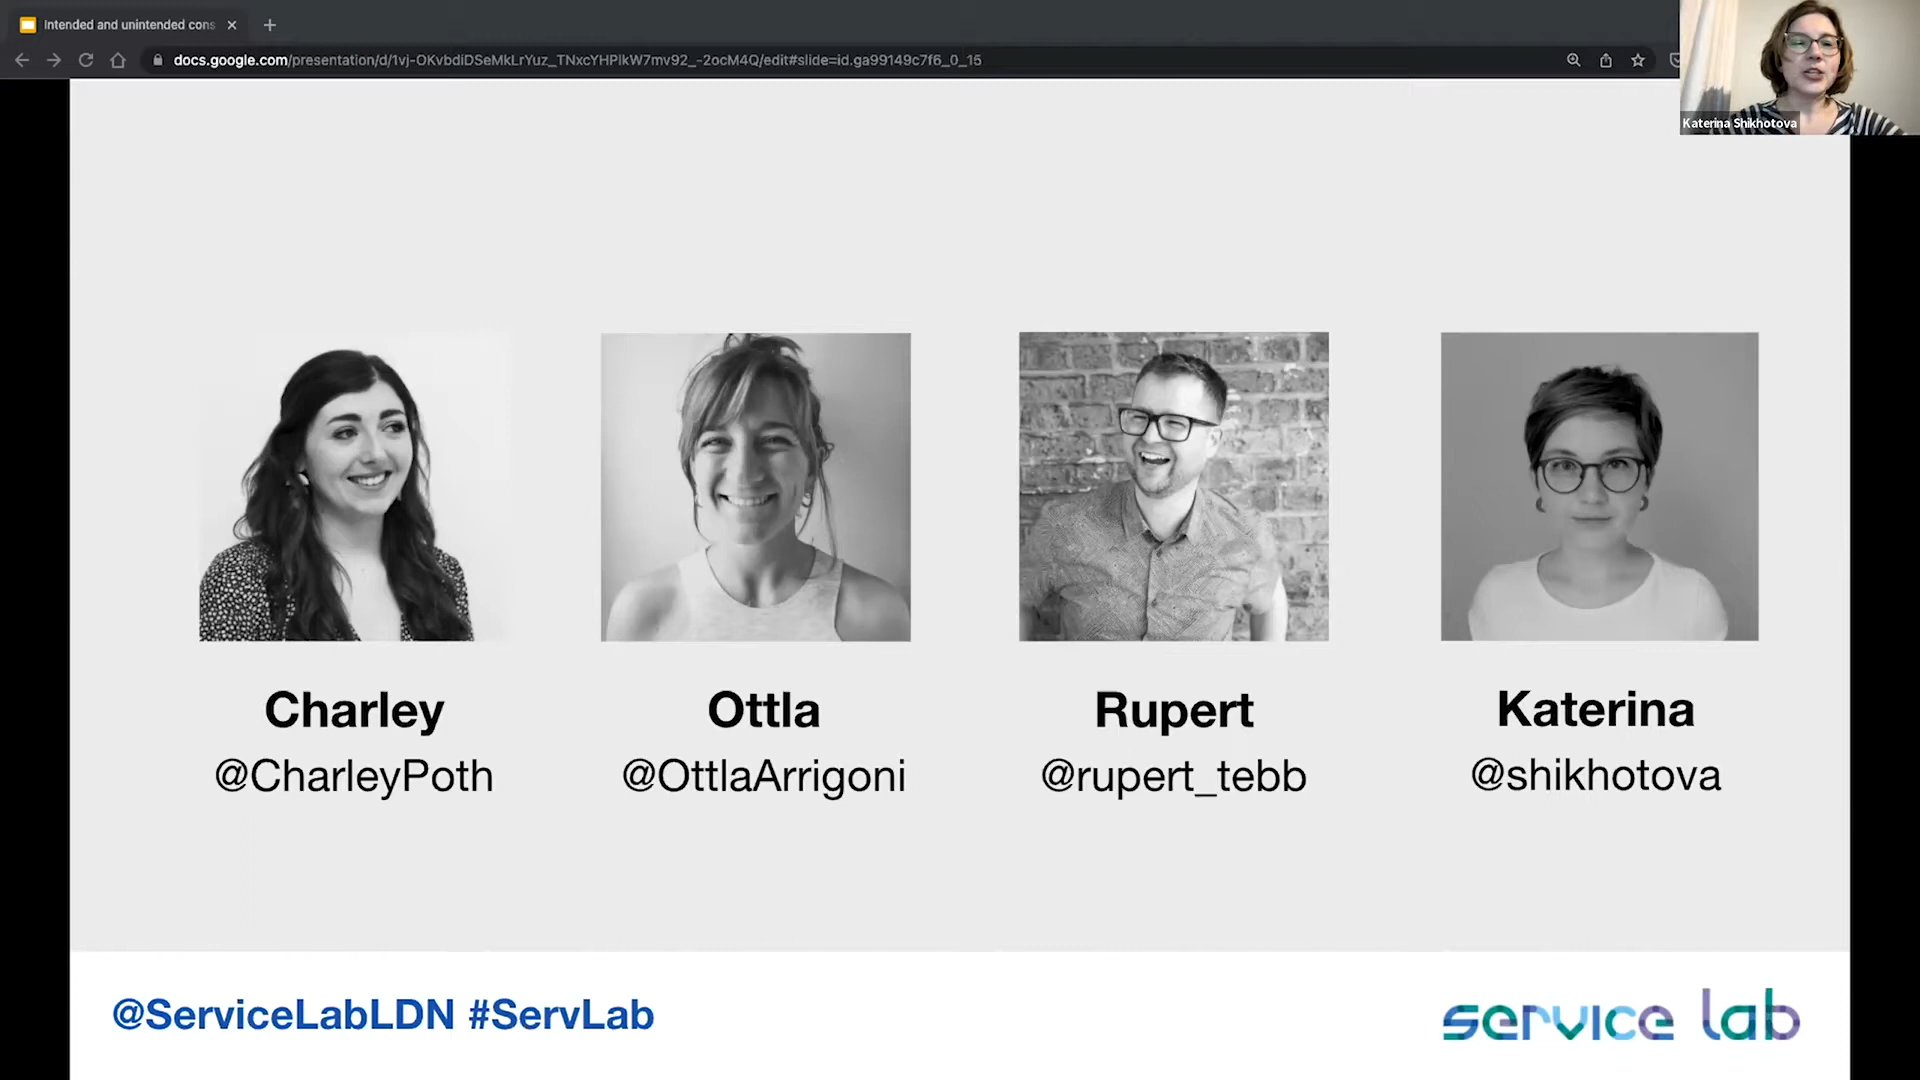 Intended and unintended cons
docs.google.com/presentation/d/1vj-OKvbdiDSeMkLrYuz_TNxcYHPlkW7mv92_-2ocM4Q/edit#slide=id.ga99149c7f6_0_15
Katerina Shikhotova
Charley
@CharleyPoth
Ottla
@OttlaArrigoni
Rupert
@rupert_tebb
Katerina
@shikhotova
@ServiceLabLDN #ServLab
service lab